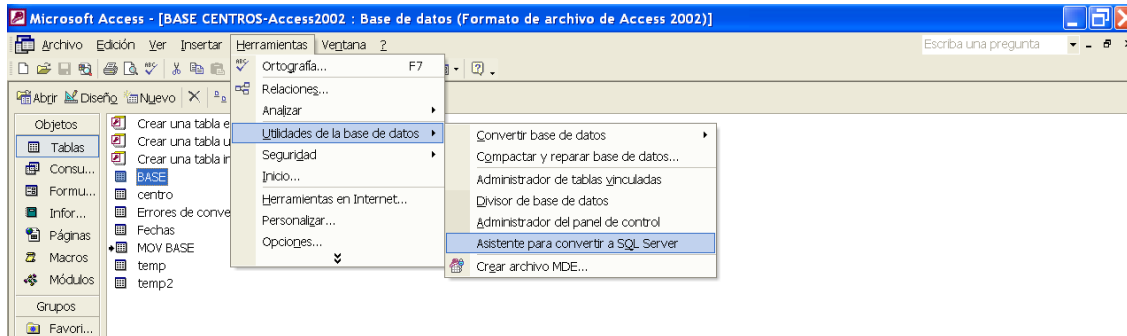 Microsoft Access - [BASE CENTROS-Access2002 : Base de datos (Formato de archivo de Access 2002)]
Archivo Edición Ver Insertar Herramientas Ventana ?
Escriba una pregunta
Abrir Diseño Nuevo
Ortografía... F7
Relaciones...
Analizar
Utilidades de la base de datos
Seguridad
Inicio...
Herramientas en Internet...
Personalizar...
Opciones...
Convertir base de datos
Compactar y reparar base de datos...
Administrador de tablas vinculadas
Divisor de base de datos
Administrador del panel de control
Asistente para convertir a SQL Server
Crear archivo MDE...
Objetos
Tablas
Consu...
Formu...
Infor...
Páginas
Macros
Módulos
Grupos
Favori...
Crear una tabla e
Crear una tabla u
Crear una tabla in
BASE
centro
Errores de conve
Fechas
MOV BASE
temp
temp2